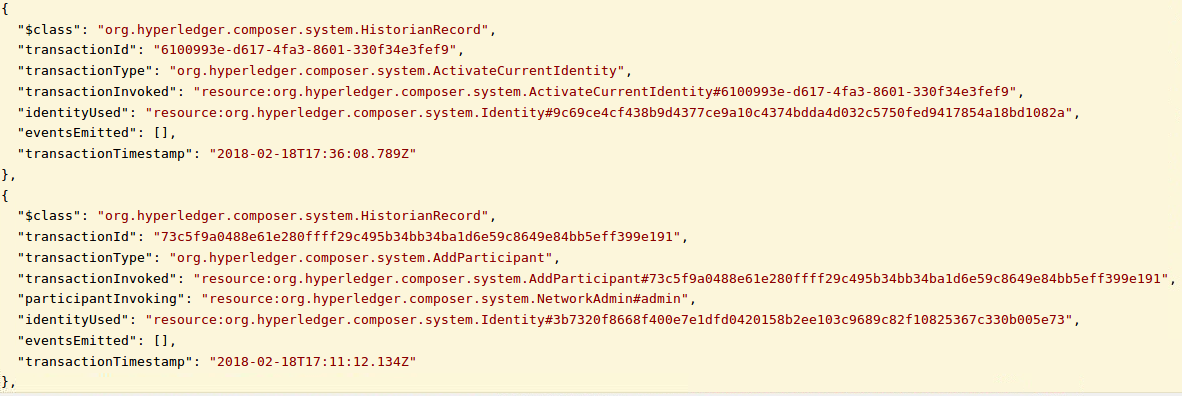 {
"$class": "org.hyperledger.composer.system.HistorianRecord",
"transactionId": "6100993e-d617-4fa3-8601-330f34e3fef9",
"transactionType": "org.hyperledger.composer.system.ActivateCurrentIdentity",
"transactionInvoked": "resource:org.hyperledger.composer.system.ActivateCurrentIdentity#6100993e-d617-4fa3-8601-330f34e3fef9",
"identityUsed": "resource:org.hyperledger.composer.system.Identity#9c69ce4cf438b9d4377ce9a10c4374bdda4d032c5750fed9417854a18bd1082a",
"eventsEmitted": [],
"transactionTimestamp": "2018-02-18T17:36:08.789Z"
},
{
"$class": "org.hyperledger.composer.system.HistorianRecord",
"transactionId": "73c5f9a0488e61e280ffff29c495b34bb34ba1d6e59c8649e84bb5eff399e191",
"transactionType": "org.hyperledger.composer.system.AddParticipant",
"transactionInvoked": "resource:org.hyperledger.composer.system.AddParticipant#73c5f9a0488e61e280ffff29c495b34bb34ba1d6e59c8649e84bb5eff399e191",
"participantInvoking": "resource:org.hyperledger.composer.system.NetworkAdmin#admin",
"identityUsed": "resource:org.hyperledger.composer.system.Identity#3b7320f8668f400e7e1dfd0420158b2ee103c9689c82f10825367c330b005e73",
"eventsEmitted": [],
"transactionTimestamp": "2018-02-18T17:11:12.134Z"
},